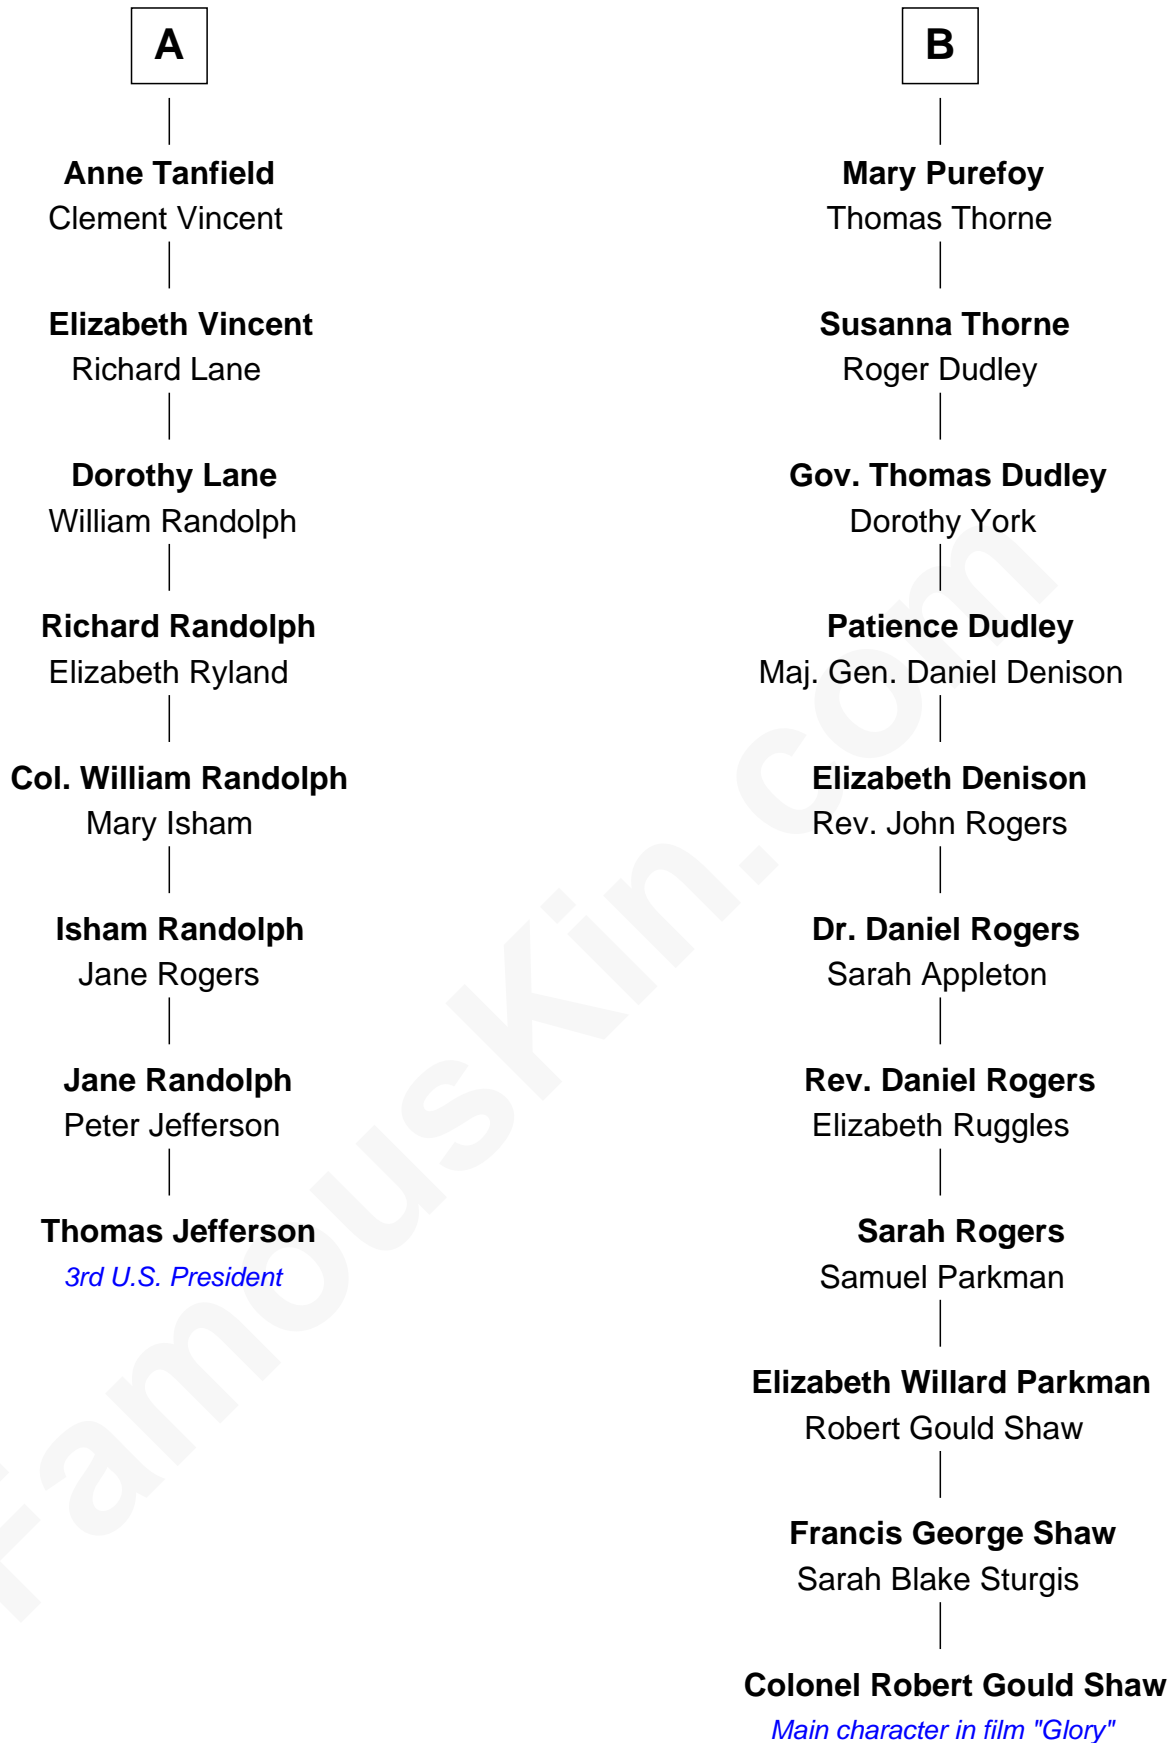 A
Anne Tanfield
Clement Vincent
Elizabeth Vincent
Richard Lane
Dorothy Lane
William Randolph
Richard Randolph
Elizabeth Ryland
Col. William Randolph
Mary Isham
Isham Randolph
Jane Rogers
Jane Randolph
Peter Jefferson
Thomas Jefferson
3rd U.S. President
B
Mary Purefoy
Thomas Thorne
Susanna Thorne
Roger Dudley
Gov. Thomas Dudley
Dorothy York
Patience Dudley
Maj. Gen. Daniel Denison
Elizabeth Denison
Rev. John Rogers
Dr. Daniel Rogers
Sarah Appleton
Rev. Daniel Rogers
Elizabeth Ruggles
Sarah Rogers
Samuel Parkman
Elizabeth Willard Parkman
Robert Gould Shaw
Francis George Shaw
Sarah Blake Sturgis
Colonel Robert Gould Shaw
Main character in film "Glory"
FamousKin.com